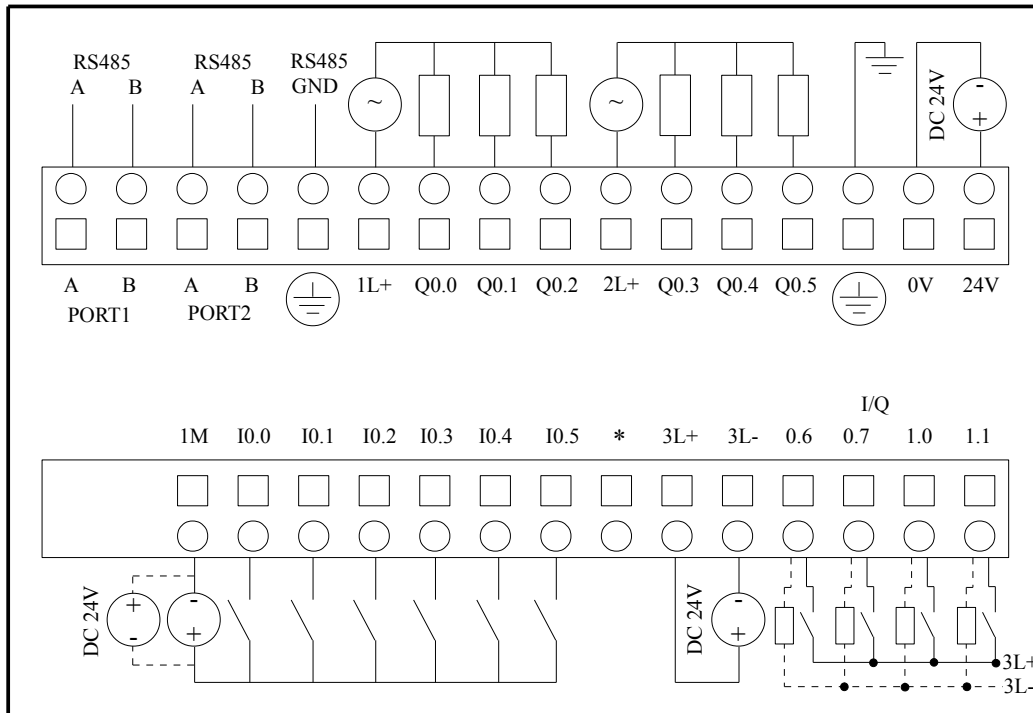 RS485 RS485 RS485
A B A B GND
~ ~ DC 24V - +
A B A B 1L+ Q0.0 Q0.1 Q0.2 2L+ Q0.3 Q0.4 Q0.5 0V 24V
PORT1 PORT2
I/Q
1M I0.0 I0.1 I0.2 I0.3 I0.4 I0.5 * 3L+ 3L- 0.6 0.7 1.0 1.1
DC 24V + - - + DC 24V - +
3L+
3L-